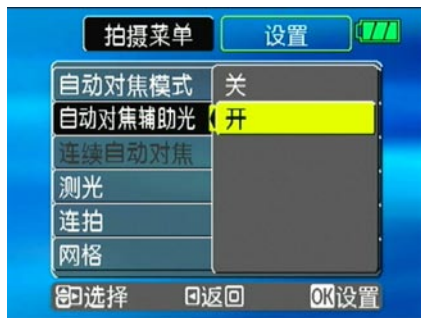 拍摄菜单 设置
自动对焦模式 关
自动对焦辅助光 开
连续自动对焦
测光
连拍
网格
选择 返回 OK设置